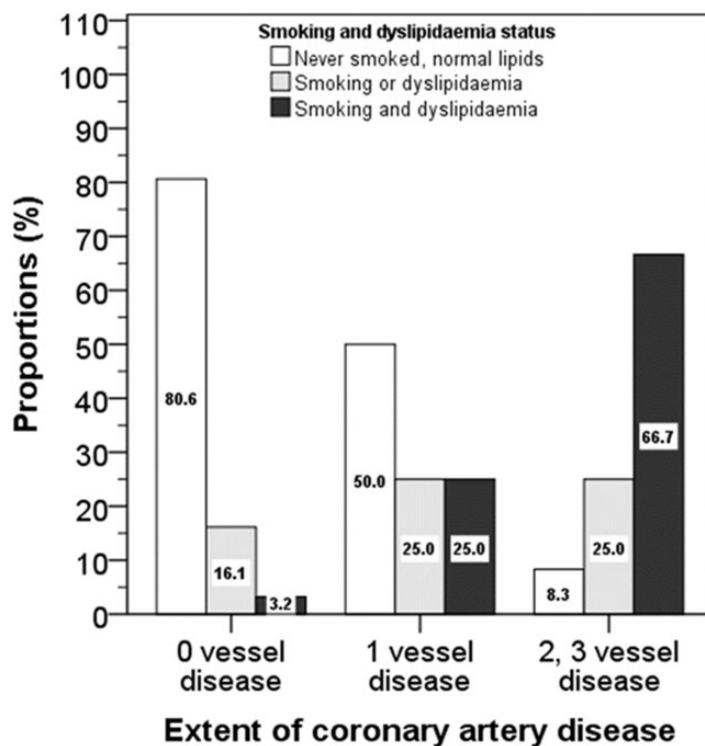 Smoking and dyslipidaemia status
Never smoked, normal lipids
Smoking or dyslipidaemia
Smoking and dyslipidaemia
Proportions (%)
110
100
90
80
70
60
50
40
30
20
10
0
80.6
16.1
3.2
50.0
25.0
25.0
8.3
25.0
66.7
0 vessel
disease
1 vessel
disease
2, 3 vessel
disease
Extent of coronary artery disease